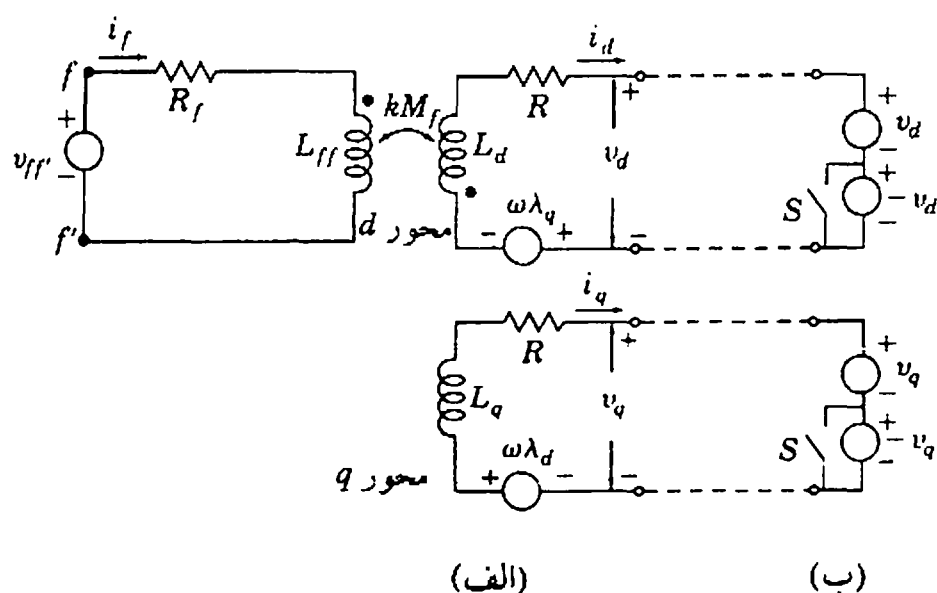 i_f
f
R_f
+
v_ff'
−
f'
L_ff
kM_f
L_d
محور d
R
i_d
+
v_d
−
− ωλ_q +
+
v_d
−
+
− v_d
−
S
i_q
R
+
L_q
v_q
−
+ ωλ_d −
محور q
+
v_q
−
+
− v_q
−
S
(الف)
(ب)